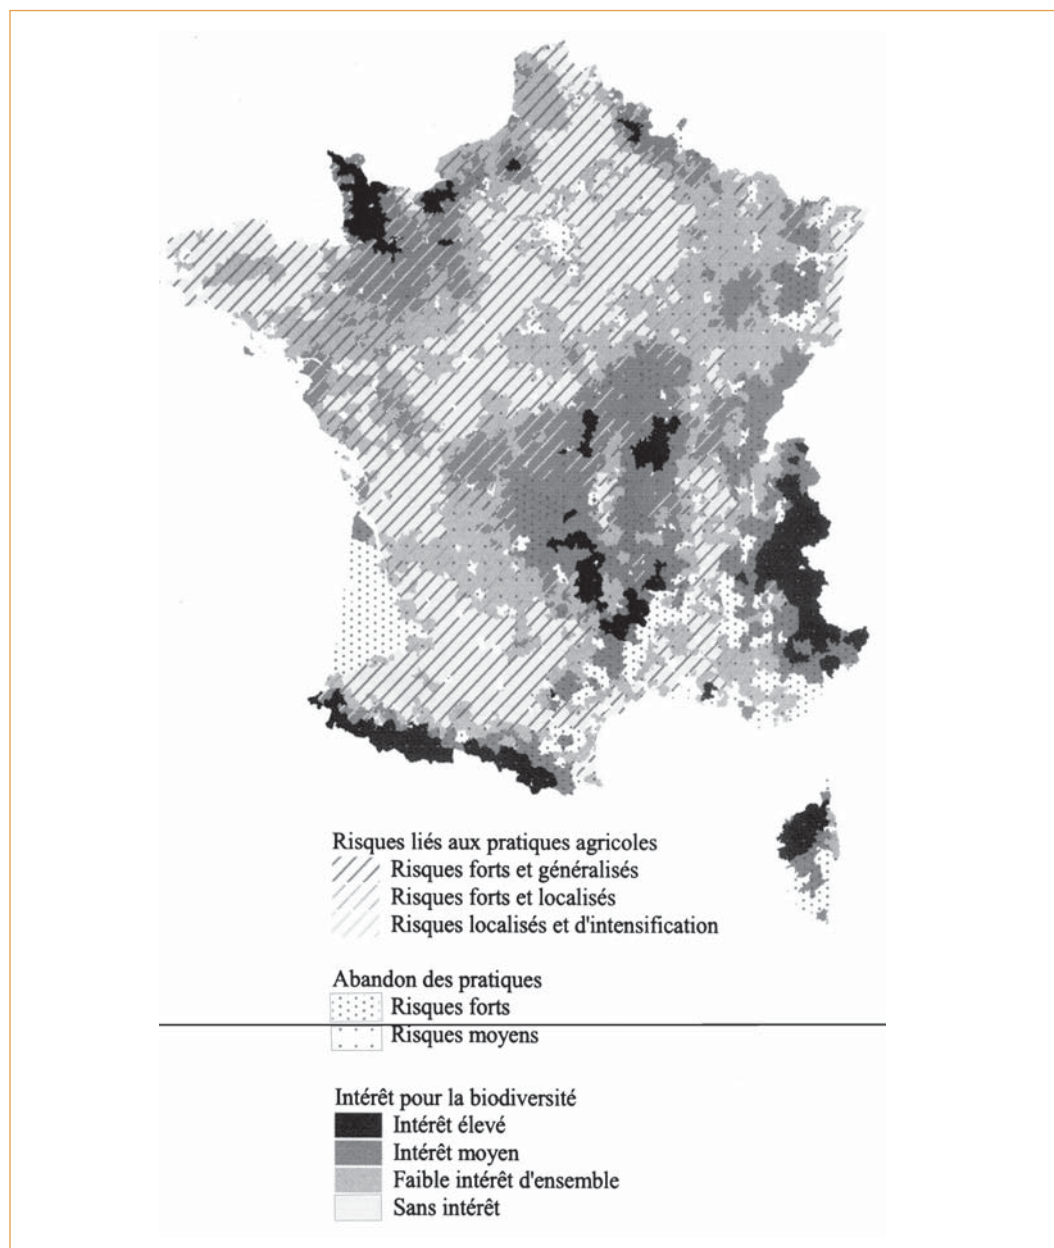 Risques liés aux pratiques agricoles
Risques forts et généralisés
Risques forts et localisés
Risques localisés et d'intensification
Abandon des pratiques
Risques forts
Risques moyens
Intérêt pour la biodiversité
Intérêt élevé
Intérêt moyen
Faible intérêt d'ensemble
Sans intérêt